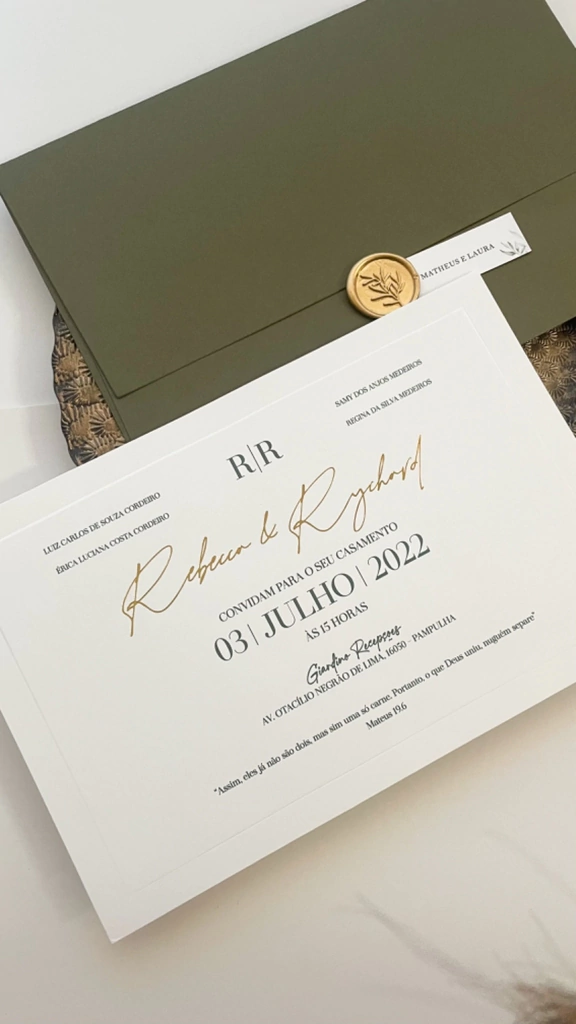 MATHEUS E LAURA
LUIZ CARLOS DE SOUZA CORDEIRO
ÉRICA LUCIANA COSTA CORDEIRO
SAMY DOS ANJOS MEDEIROS
REGINA DA SILVA MEDEIROS
R|R
Rebecca & Rychard
CONVIDAM PARA O SEU CASAMENTO
03 | JULHO | 2022
ÀS 15 HORAS
Giardino Recepções
AV. OTACÍLIO NEGRÃO DE LIMA, 16050 - PAMPULHA
"Assim, eles já não são dois, mas sim uma só carne. Portanto, o que Deus uniu, ninguém separe"
Mateus 19.6